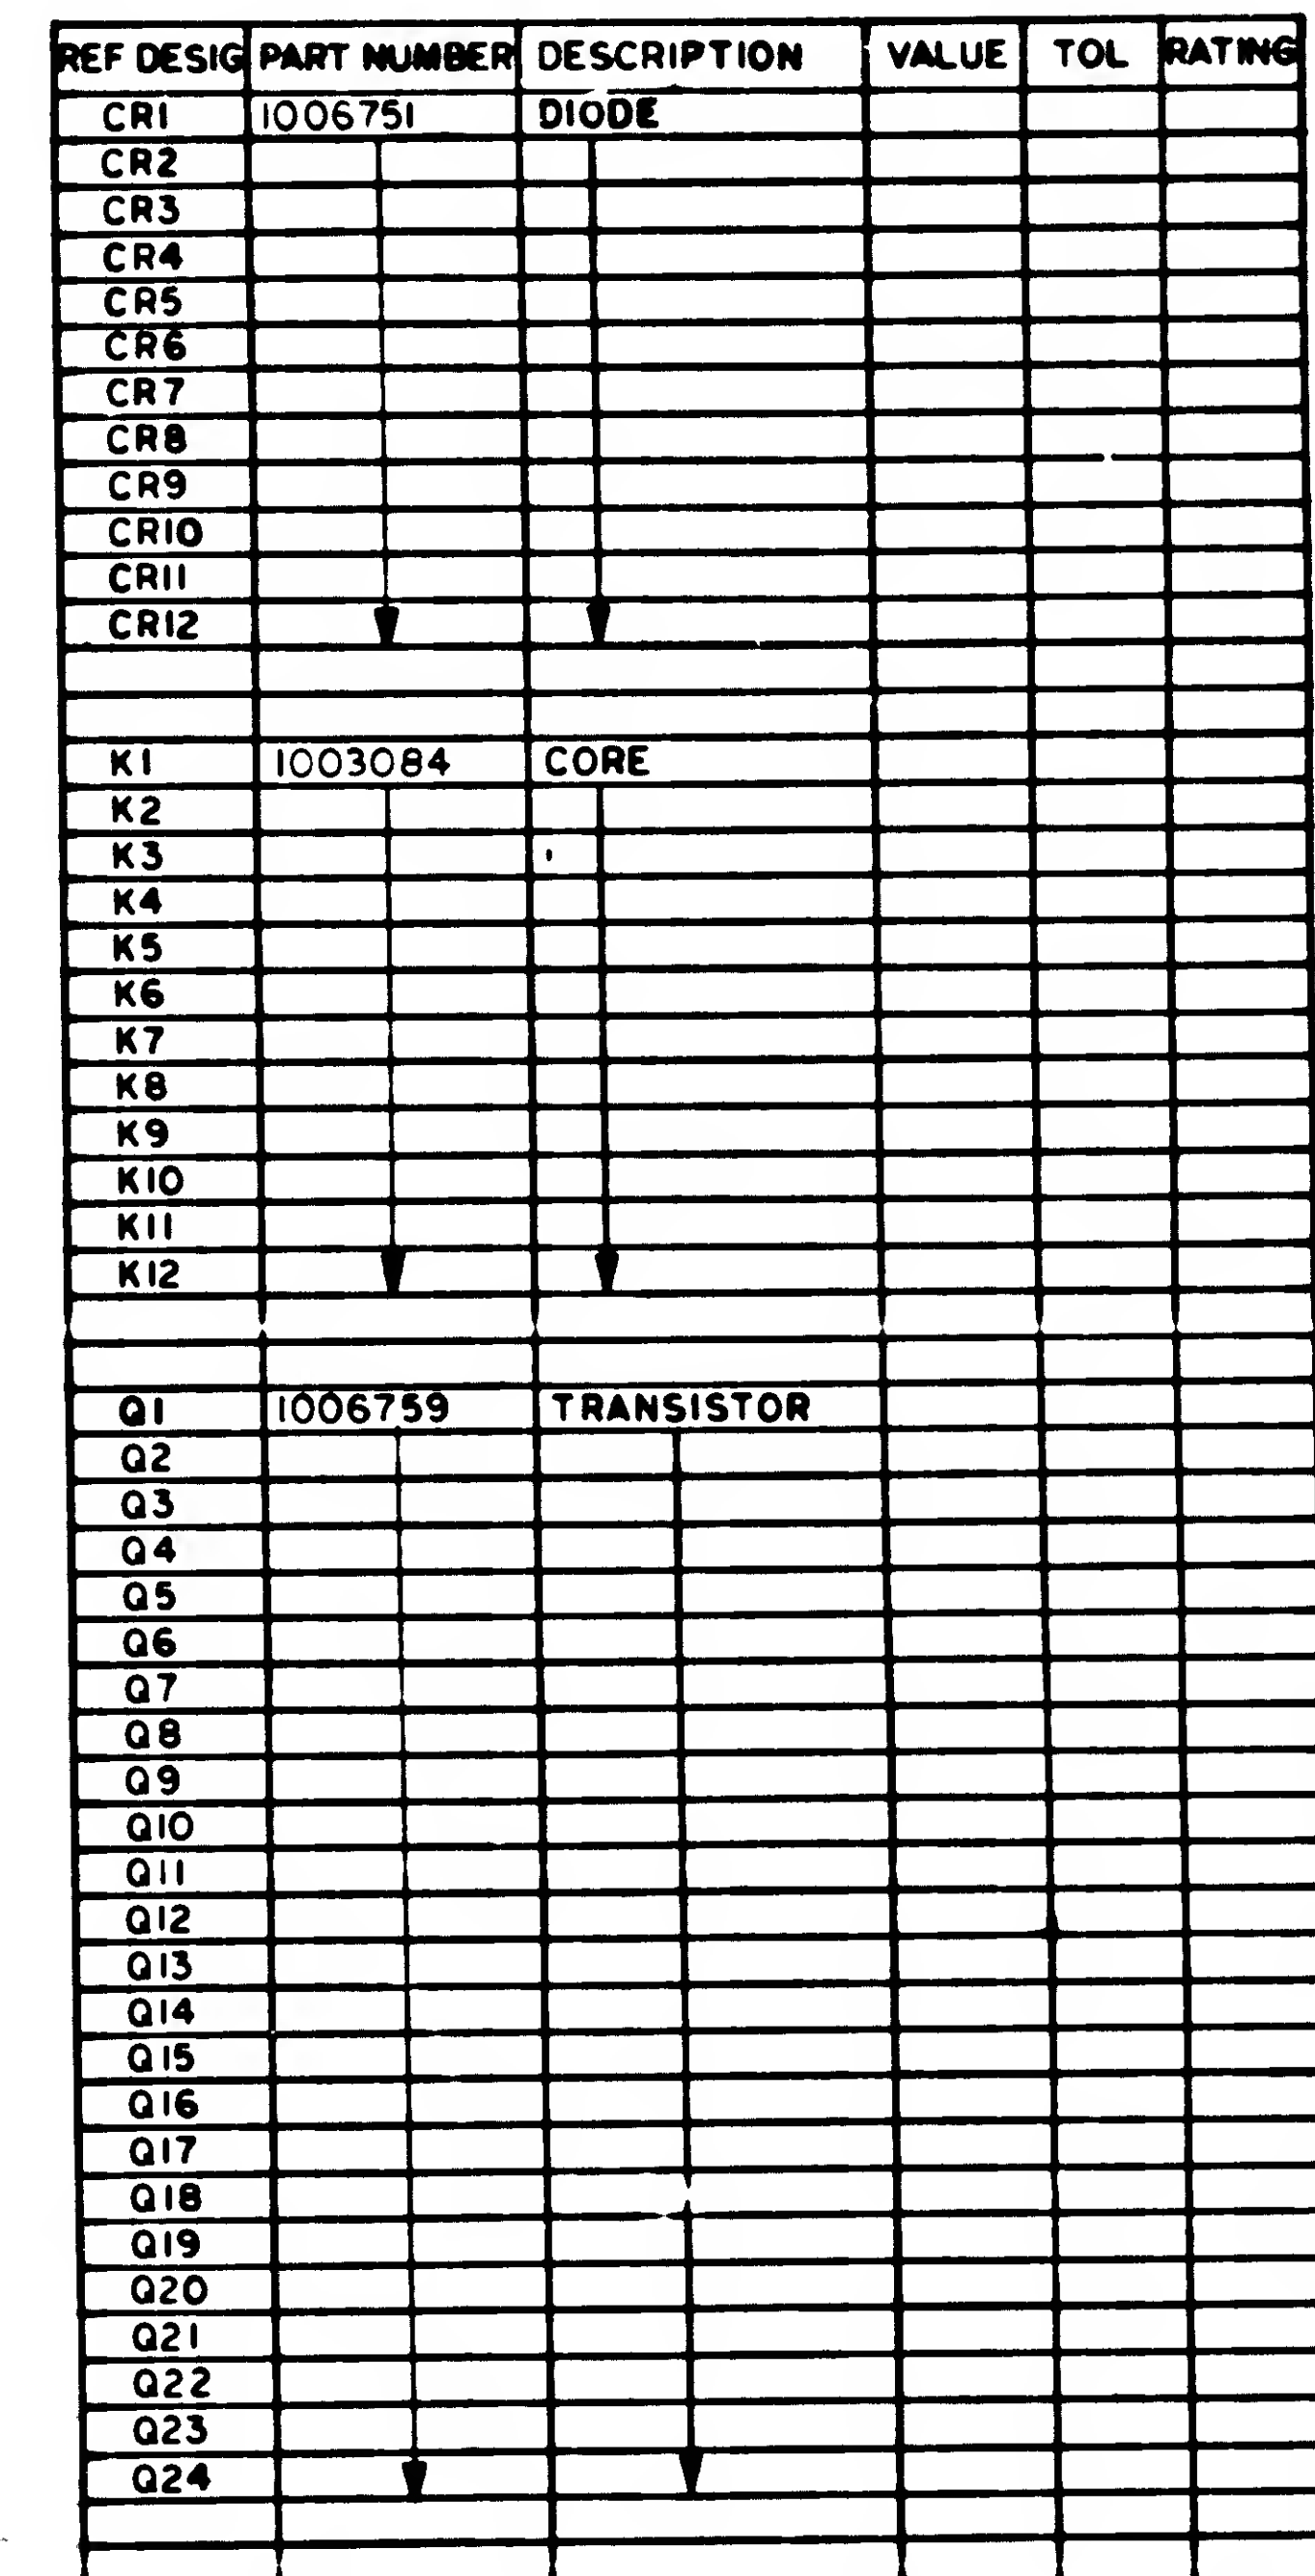 REF DESIG PART NUMBER DESCRIPTION VALUE TOL RATING
CR1 1006751 DIODE
CR2
CR3
CR4
CR5
CR6
CR7
CR8
CR9
CR10
CR11
CR12
K1 1003084 CORE
K2
K3
K4
K5
K6
K7
K8
K9
K10
K11
K12
Q1 1006759 TRANSISTOR
Q2
Q3
Q4
Q5
Q6
Q7
Q8
Q9
Q10
Q11
Q12
Q13
Q14
Q15
Q16
Q17
Q18
Q19
Q20
Q21
Q22
Q23
Q24